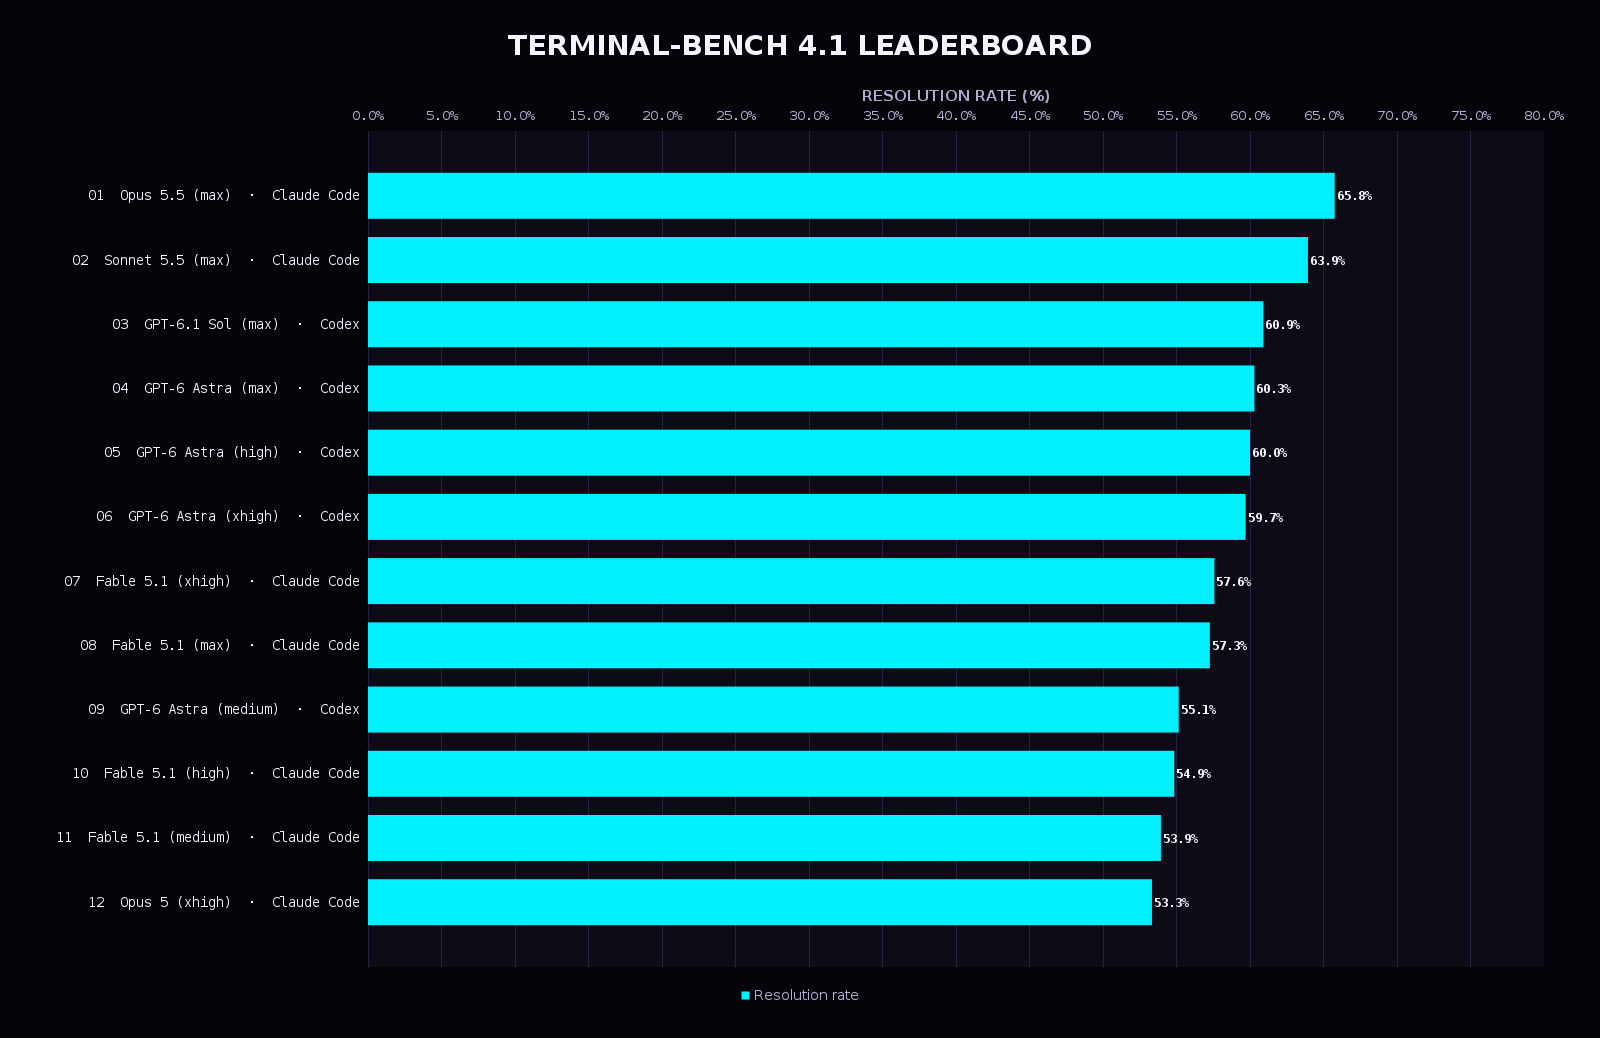 TERMINAL-BENCH 4.1 LEADERBOARD
RESOLUTION RATE (%)
0.0% 5.0% 10.0% 15.0% 20.0% 25.0% 30.0% 35.0% 40.0% 45.0% 50.0% 55.0% 60.0% 65.0% 70.0% 75.0% 80.0%
01 Opus 5.5 (max) · Claude Code 65.8%
02 Sonnet 5.5 (max) · Claude Code 63.9%
03 GPT-6.1 Sol (max) · Codex 60.9%
04 GPT-6 Astra (max) · Codex 60.3%
05 GPT-6 Astra (high) · Codex 60.0%
06 GPT-6 Astra (xhigh) · Codex 59.7%
07 Fable 5.1 (xhigh) · Claude Code 57.6%
08 Fable 5.1 (max) · Claude Code 57.3%
09 GPT-6 Astra (medium) · Codex 55.1%
10 Fable 5.1 (high) · Claude Code 54.9%
11 Fable 5.1 (medium) · Claude Code 53.9%
12 Opus 5 (xhigh) · Claude Code 53.3%
Resolution rate